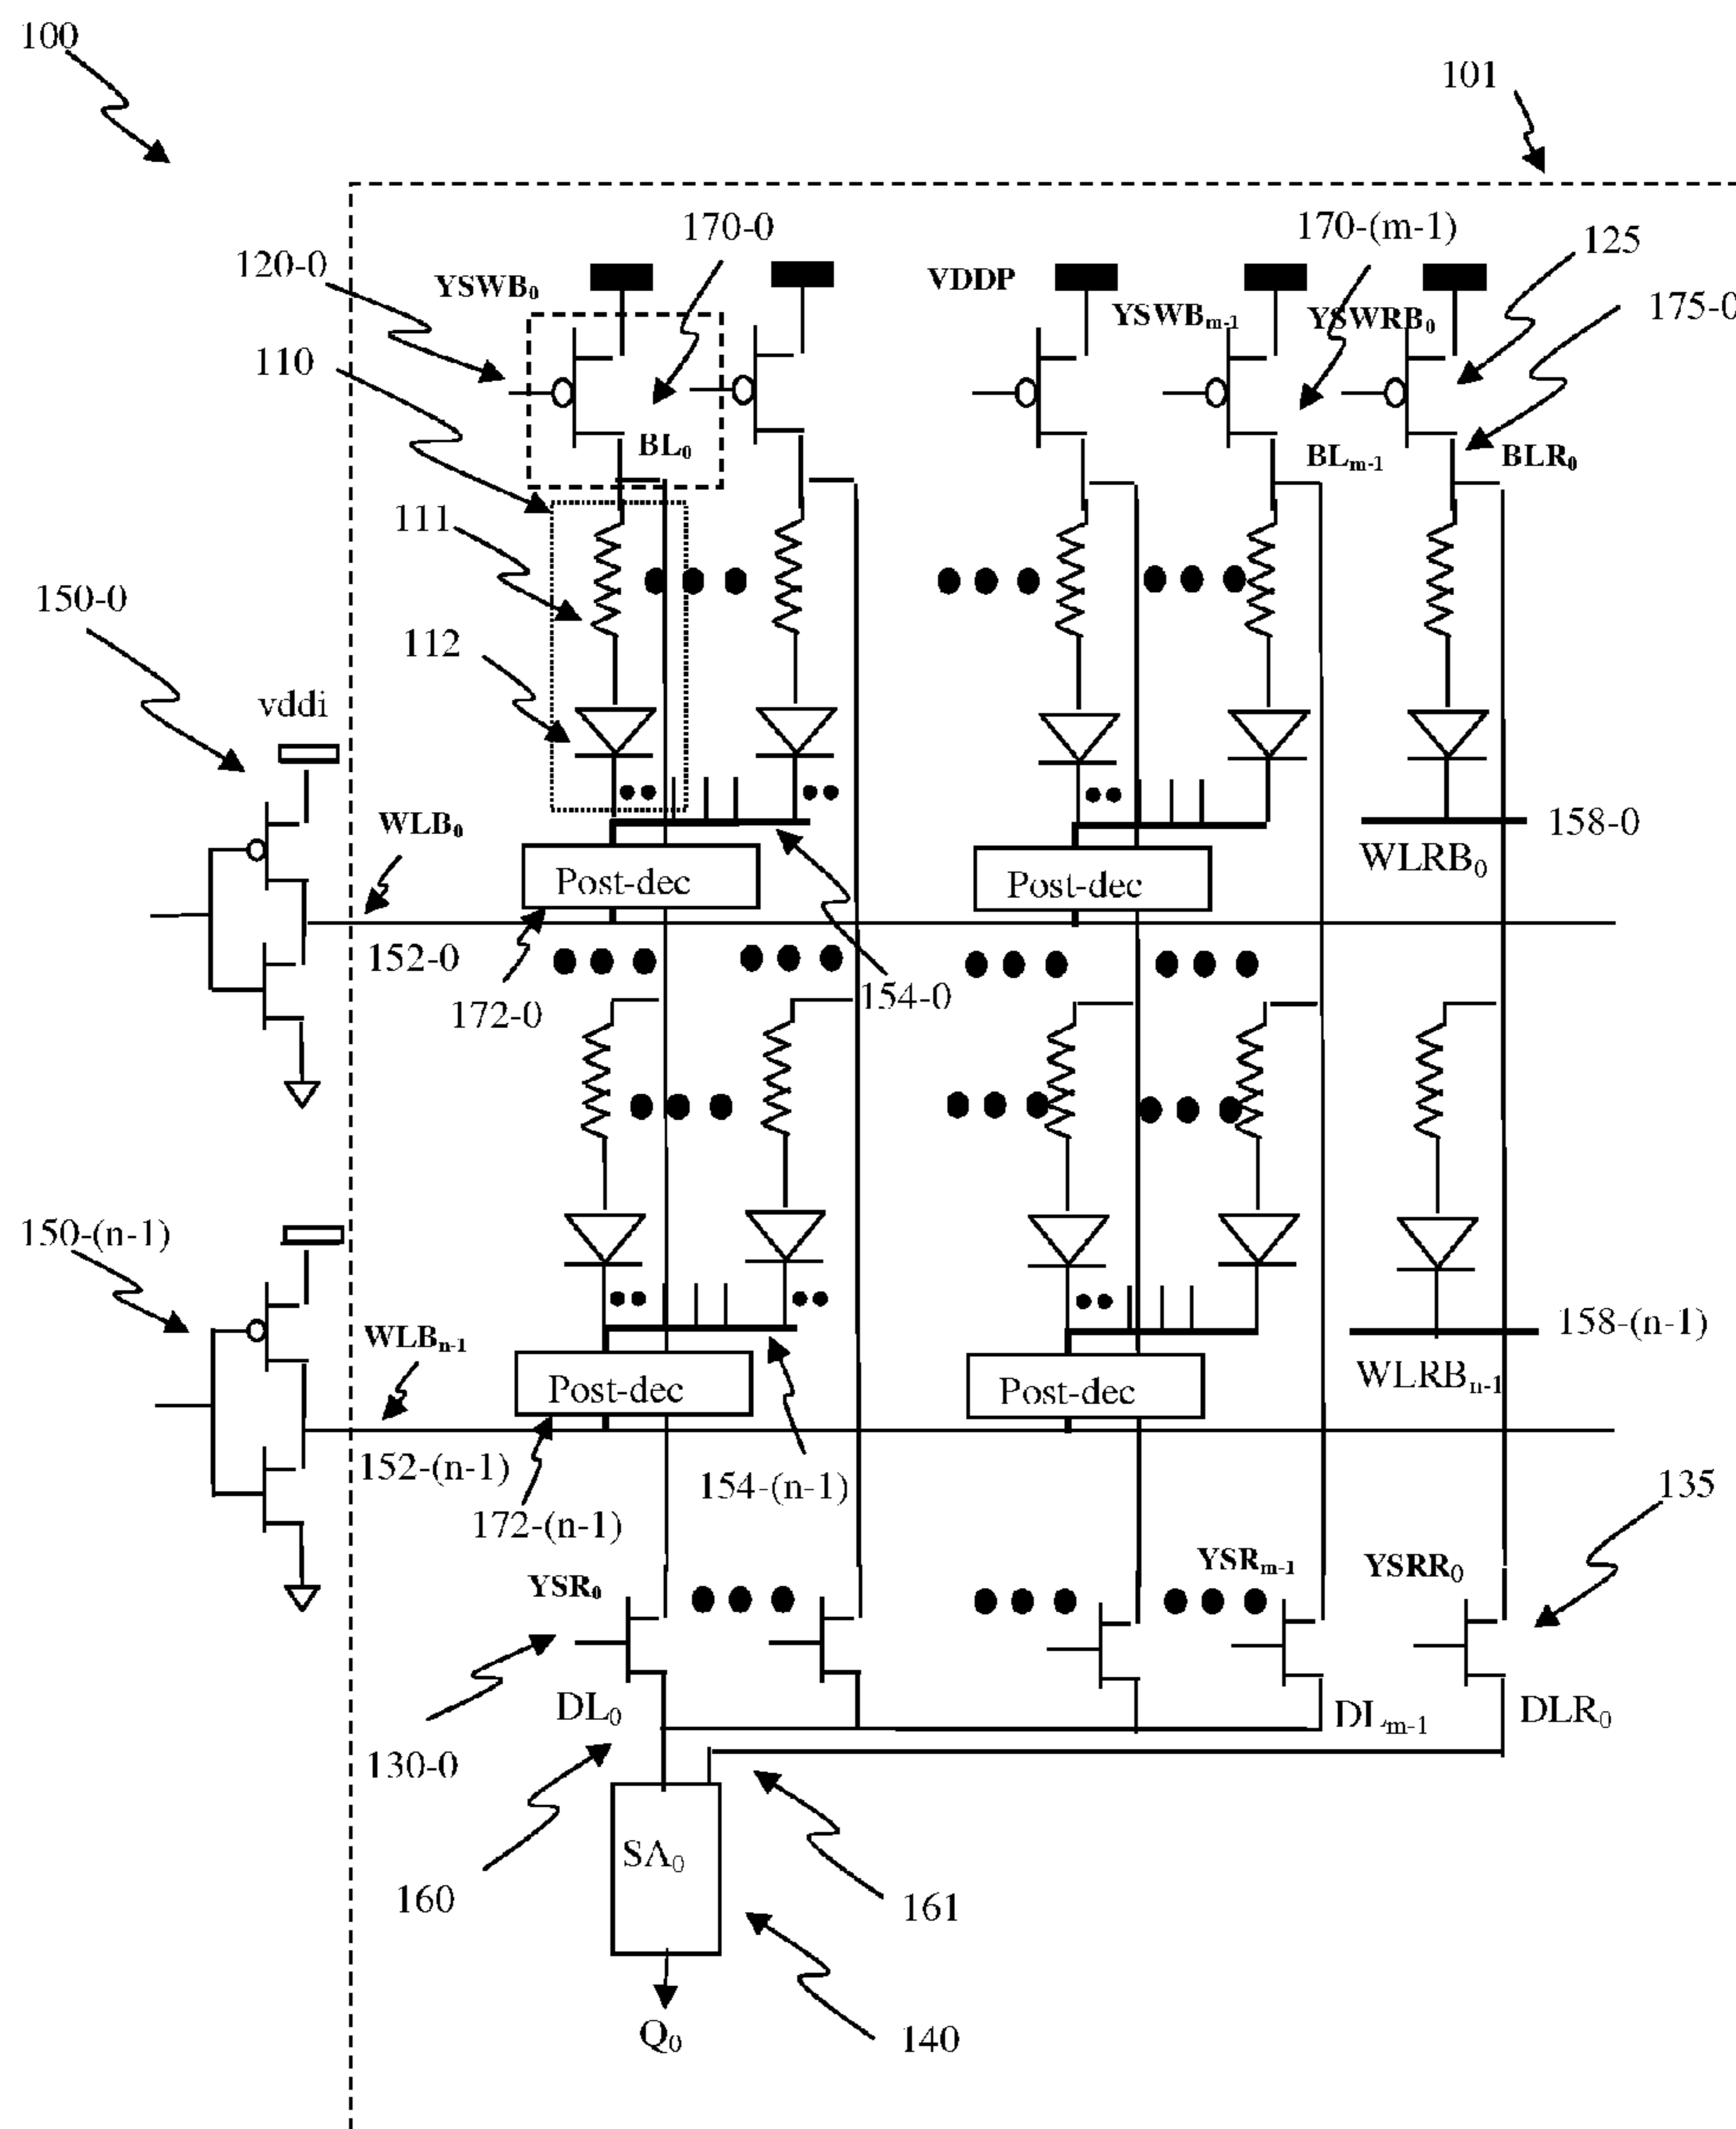 100
101
170-0
170-(m-1)
125
120-0
YSWB₀
VDDP
YSWBₘ₋₁
YSWRB₀
175-0
110
BL₀
BLₘ₋₁
BLR₀
111
150-0
112
vddi
WLB₀
158-0
WLRB₀
Post-dec
Post-dec
152-0
172-0
154-0
150-(n-1)
WLBₙ₋₁
158-(n-1)
WLRBₙ₋₁
Post-dec
Post-dec
152-(n-1)
154-(n-1)
135
172-(n-1)
YSR₀
YSRₘ₋₁
YSRR₀
DL₀
DLₘ₋₁
DLR₀
130-0
SA₀
160
161
Q₀
140